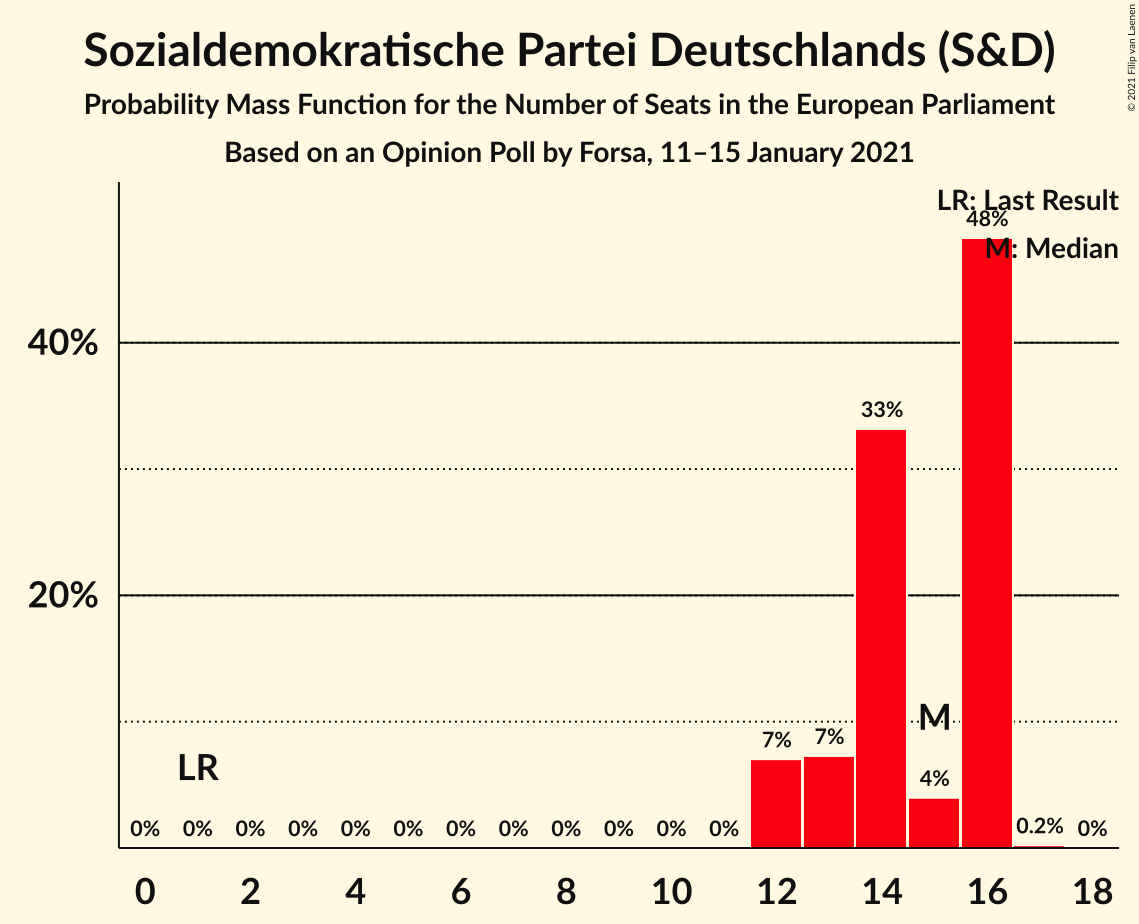 Sozialdemokratische Partei Deutschlands (S&D)
Probability Mass Function for the Number of Seats in the European Parliament
Based on an Opinion Poll by Forsa, 11–15 January 2021
© 2021 Filip van Laenen
LR: Last Result
48%
M: Median
40%
33%
20%
M
7% 7%
LR
4%
0% 0% 0% 0% 0% 0% 0% 0% 0% 0% 0% 0% 0.2% 0%
0 2 4 6 8 10 12 14 16 18